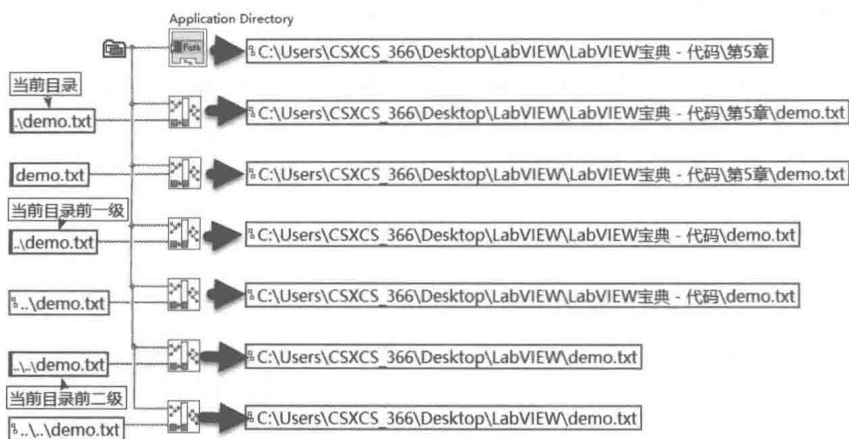 Application Directory
Path
C:\Users\CSXCS_366\Desktop\LabVIEW\LabVIEW宝典 - 代码\第5章
当前目录
.\demo.txt
C:\Users\CSXCS_366\Desktop\LabVIEW\LabVIEW宝典 - 代码\第5章\demo.txt
demo.txt
C:\Users\CSXCS_366\Desktop\LabVIEW\LabVIEW宝典 - 代码\第5章\demo.txt
当前目录前一级
..\demo.txt
C:\Users\CSXCS_366\Desktop\LabVIEW\LabVIEW宝典 - 代码\demo.txt
..\demo.txt
C:\Users\CSXCS_366\Desktop\LabVIEW\LabVIEW宝典 - 代码\demo.txt
..\..\demo.txt
C:\Users\CSXCS_366\Desktop\LabVIEW\demo.txt
当前目录前二级
..\..\demo.txt
C:\Users\CSXCS_366\Desktop\LabVIEW\demo.txt